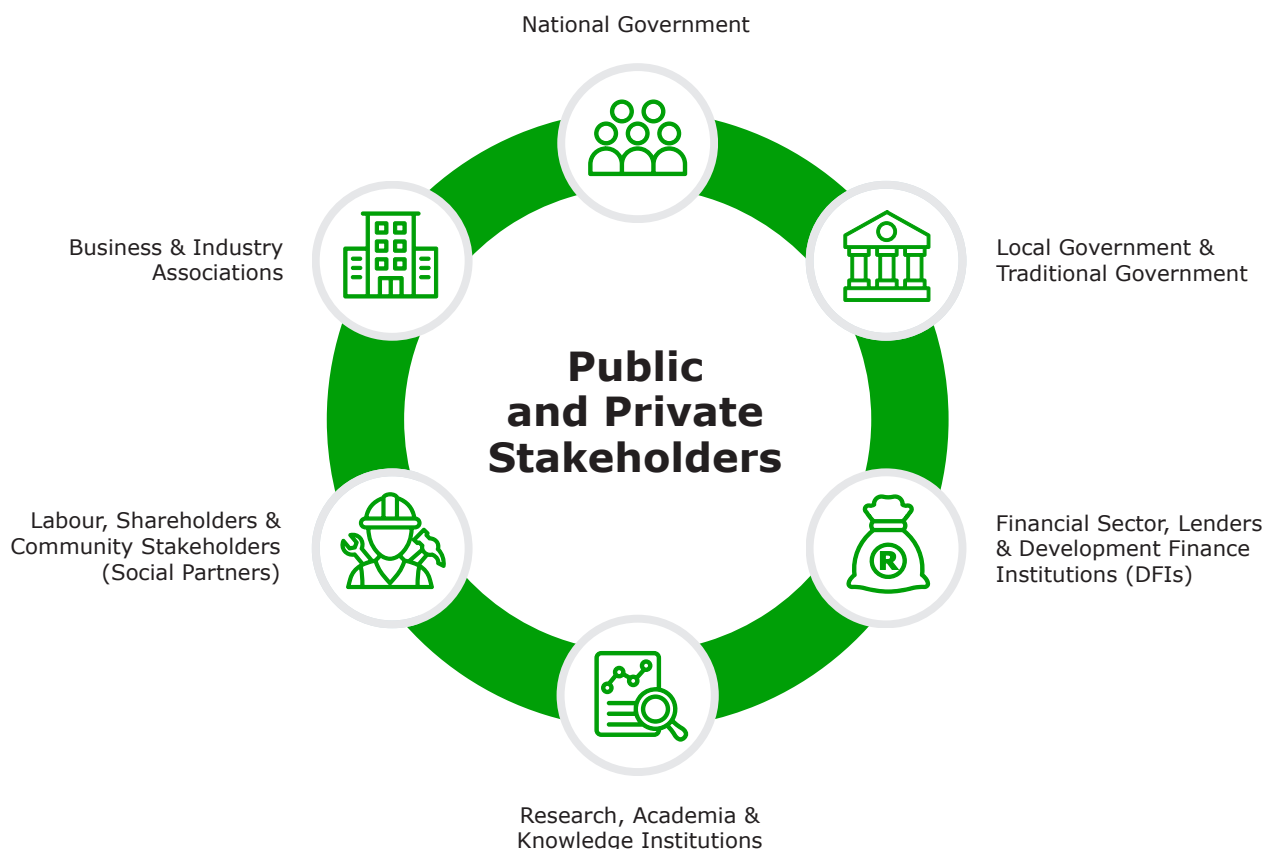 National Government
Business & Industry
Associations
Local Government &
Traditional Government
Public
and Private
Stakeholders
Labour, Shareholders &
Community Stakeholders
(Social Partners)
Financial Sector, Lenders
& Development Finance
Institutions (DFIs)
R
Research, Academia &
Knowledge Institutions